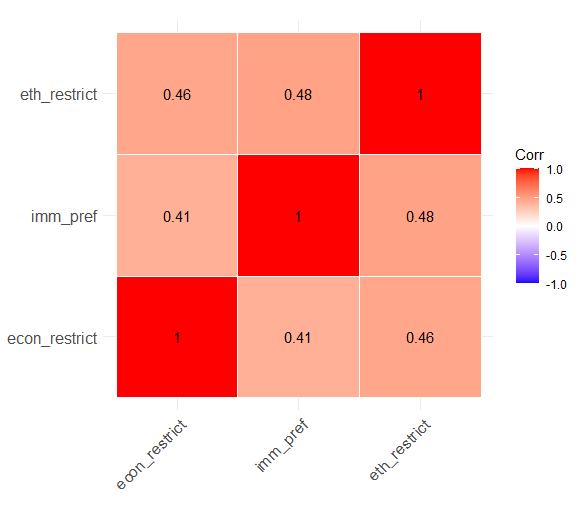 eth_restrict 0.46 0.48 1
imm_pref 0.41 1 0.48
econ_restrict 1 0.41 0.46
econ_restrict imm_pref eth_restrict
Corr
1.0
0.5
0.0
-0.5
-1.0